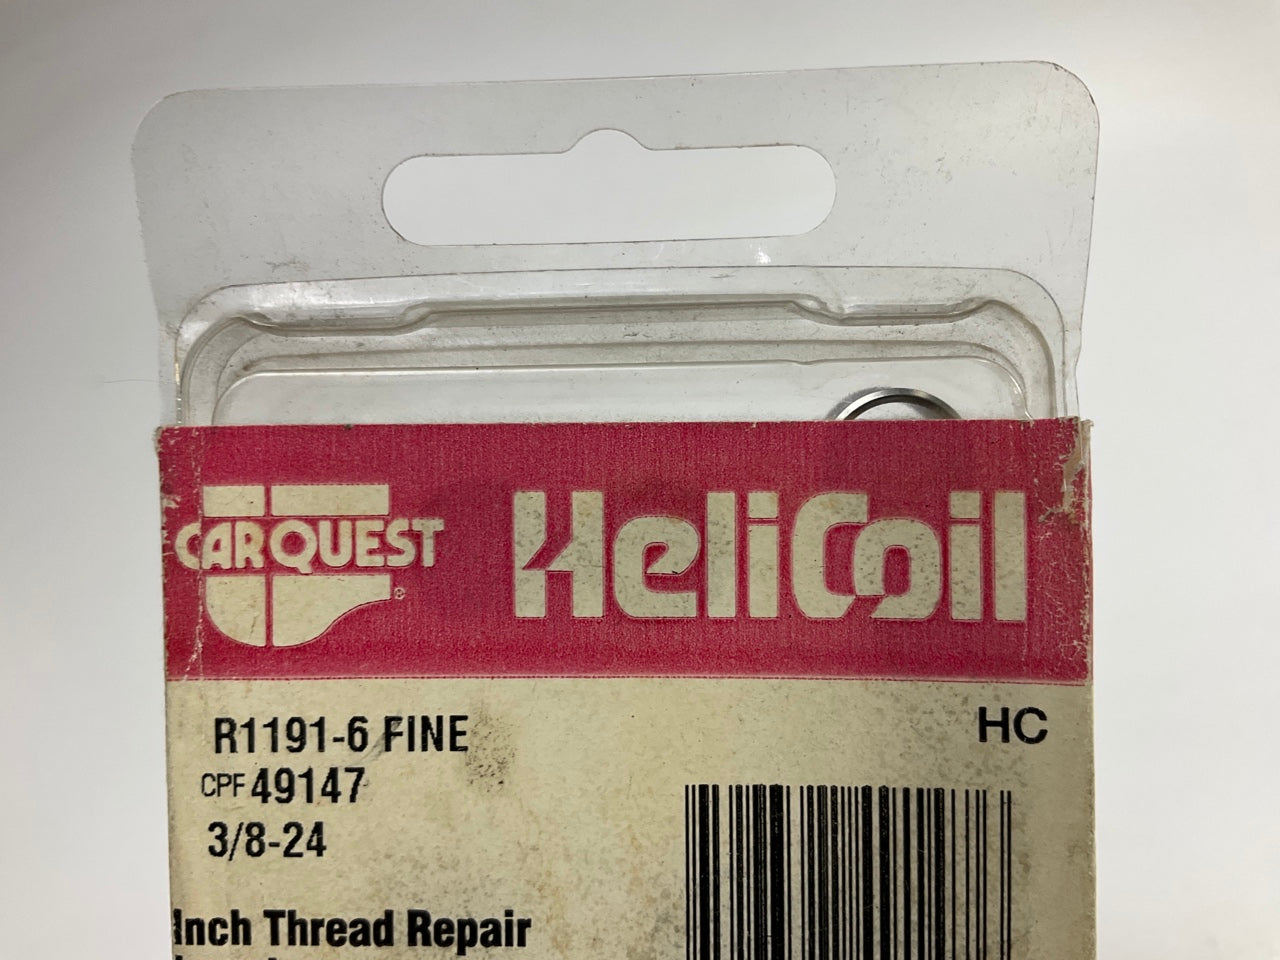 CARQUEST®
HeliCoil
R1191-6 FINE
HC
CPF 49147
3/8-24
Inch Thread Repair